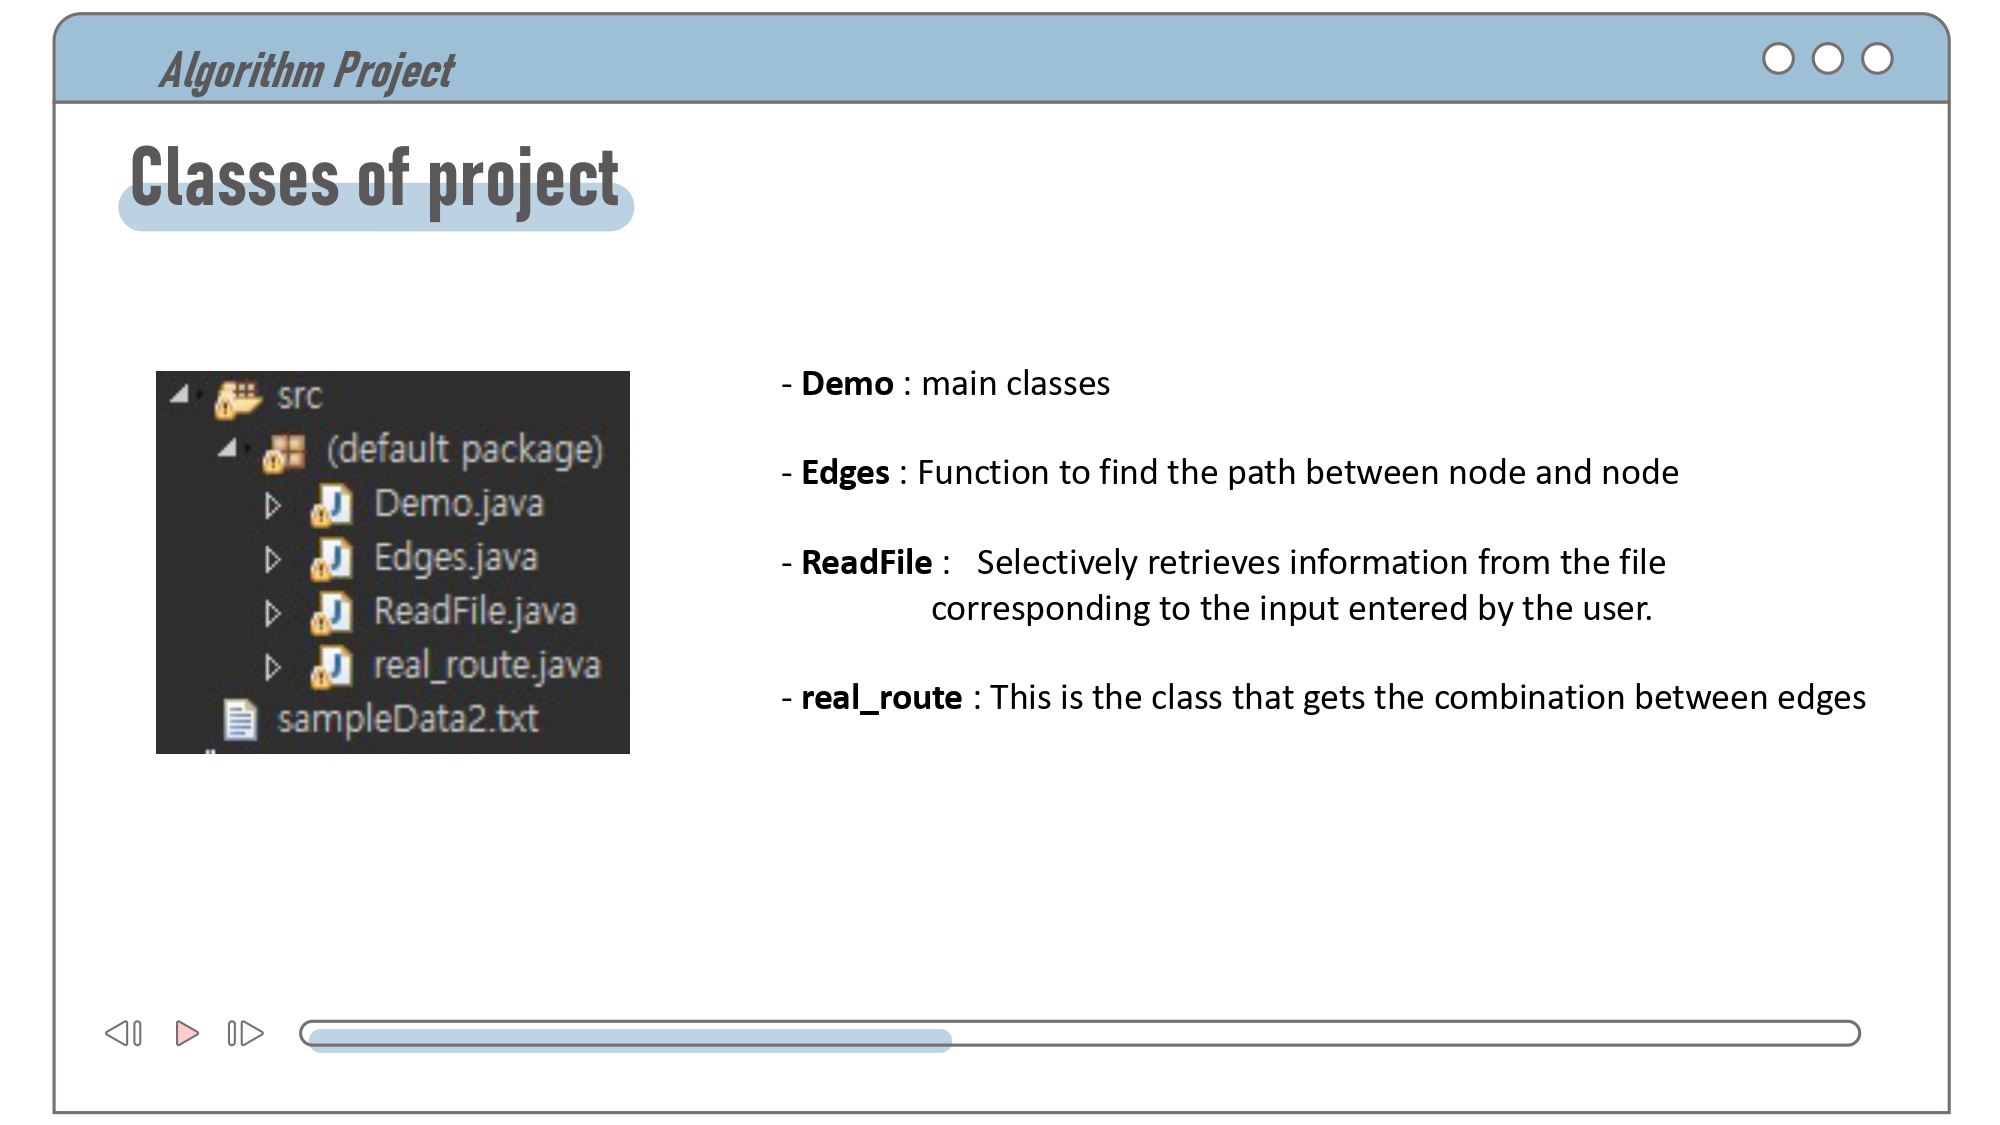 Algorithm Project
Classes of project
src
(default package)
Demo.java
Edges.java
ReadFile.java
real_route.java
sampleData2.txt
- Demo : main classes
- Edges : Function to find the path between node and node
- ReadFile :   Selectively retrieves information from the file
corresponding to the input entered by the user.
- real_route : This is the class that gets the combination between edges